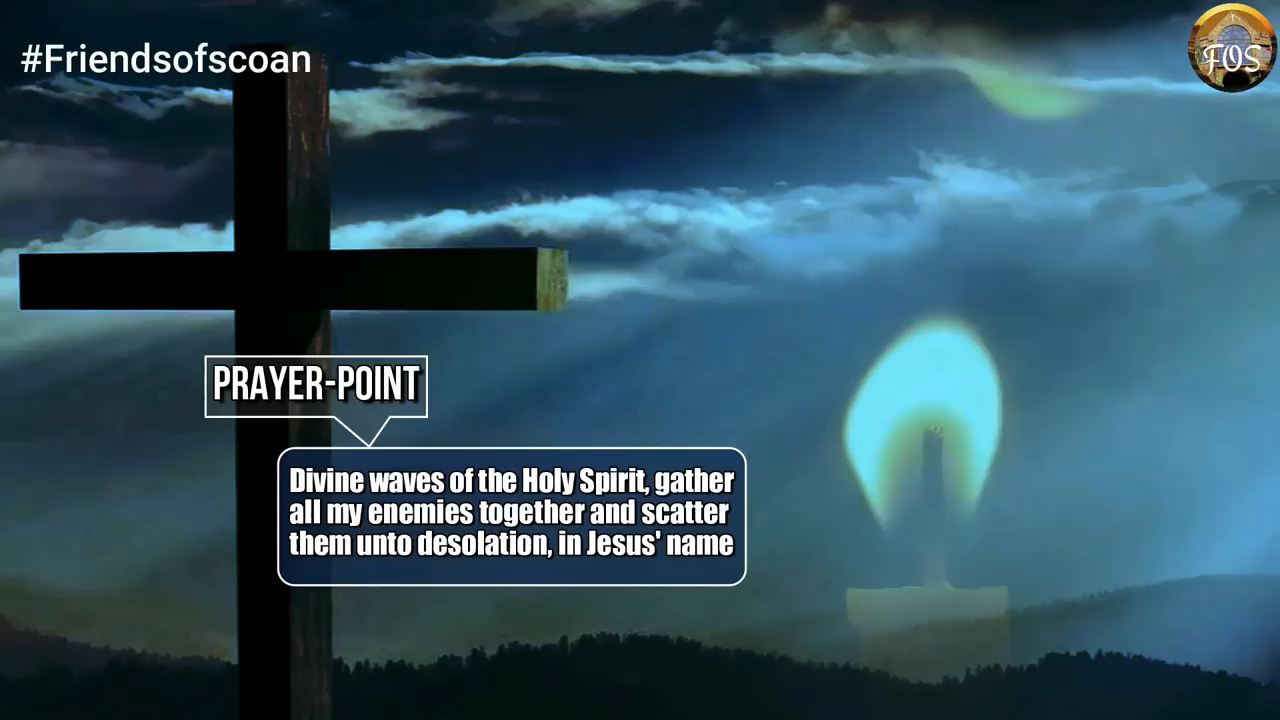 #Friendsofscoan
FOS
PRAYER-POINT
Divine waves of the Holy Spirit, gather
all my enemies together and scatter
them unto desolation, in Jesus' name